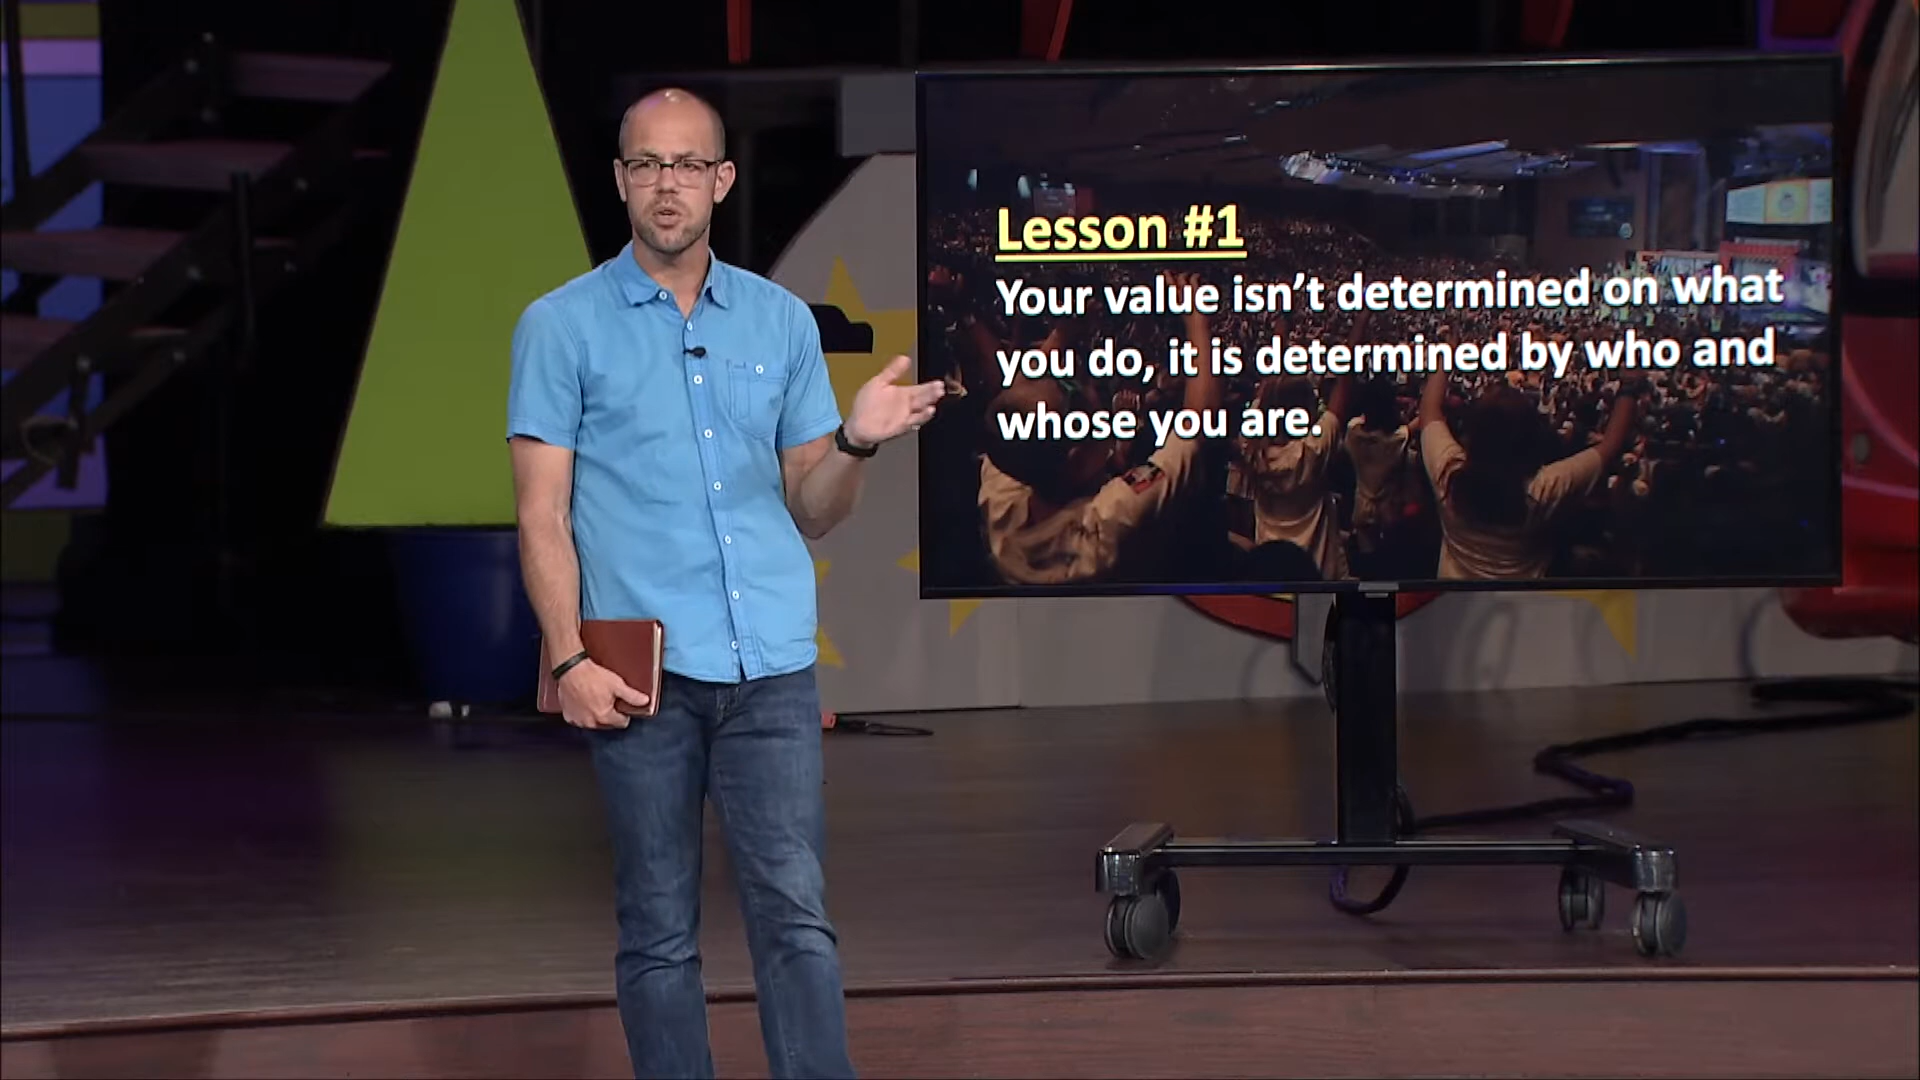 Lesson #1
Your value isn't determined on what
you do, it is determined by who and
whose you are.